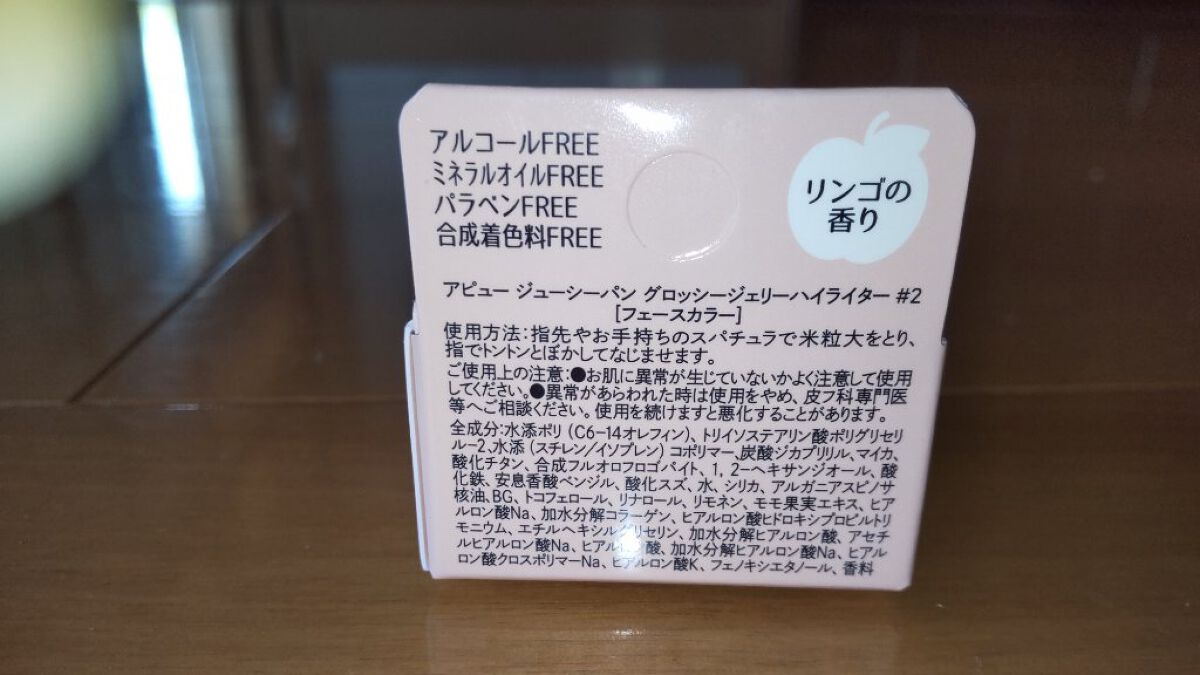 アルコールFREE
ミネラルオイルFREE
パラベンFREE
合成着色料FREE
リンゴの
香り
アピュー ジューシーパン グロッシージェリーハイライター #2
[フェースカラー]
使用方法:指先やお手持ちのスパチュラで米粒大をとり、
指でトントンとぼかしてなじませます。
ご使用上の注意:●お肌に異常が生じていないかよく注意して使用
してください。●異常があらわれた時は使用をやめ、皮フ科専門医
等へご相談ください。使用を続けますと悪化することがあります。
全成分:水添ポリ(C6-14オレフィン)、トリイソステアリン酸ポリグリセリ
ル-2、水添(スチレン/イソプレン)コポリマー、炭酸ジカプリリル、マイカ、
酸化チタン、合成フルオロフロゴパイト、1, 2-ヘキサンジオール、酸
化鉄、安息香酸ベンジル、酸化スズ、水、シリカ、アルガニアスピノサ
核油、BG、トコフェロール、リナロール、リモネン、モモ果実エキス、ヒア
ルロン酸Na、加水分解コラーゲン、ヒアルロン酸ヒドロキシプロピルトリ
モニウム、エチルヘキシルグリセリン、加水分解ヒアルロン酸、アセチ
ルヒアルロン酸Na、ヒアルロン酸、加水分解ヒアルロン酸Na、ヒアル
ロン酸クロスポリマーNa、ヒアルロン酸K、フェノキシエタノール、香料